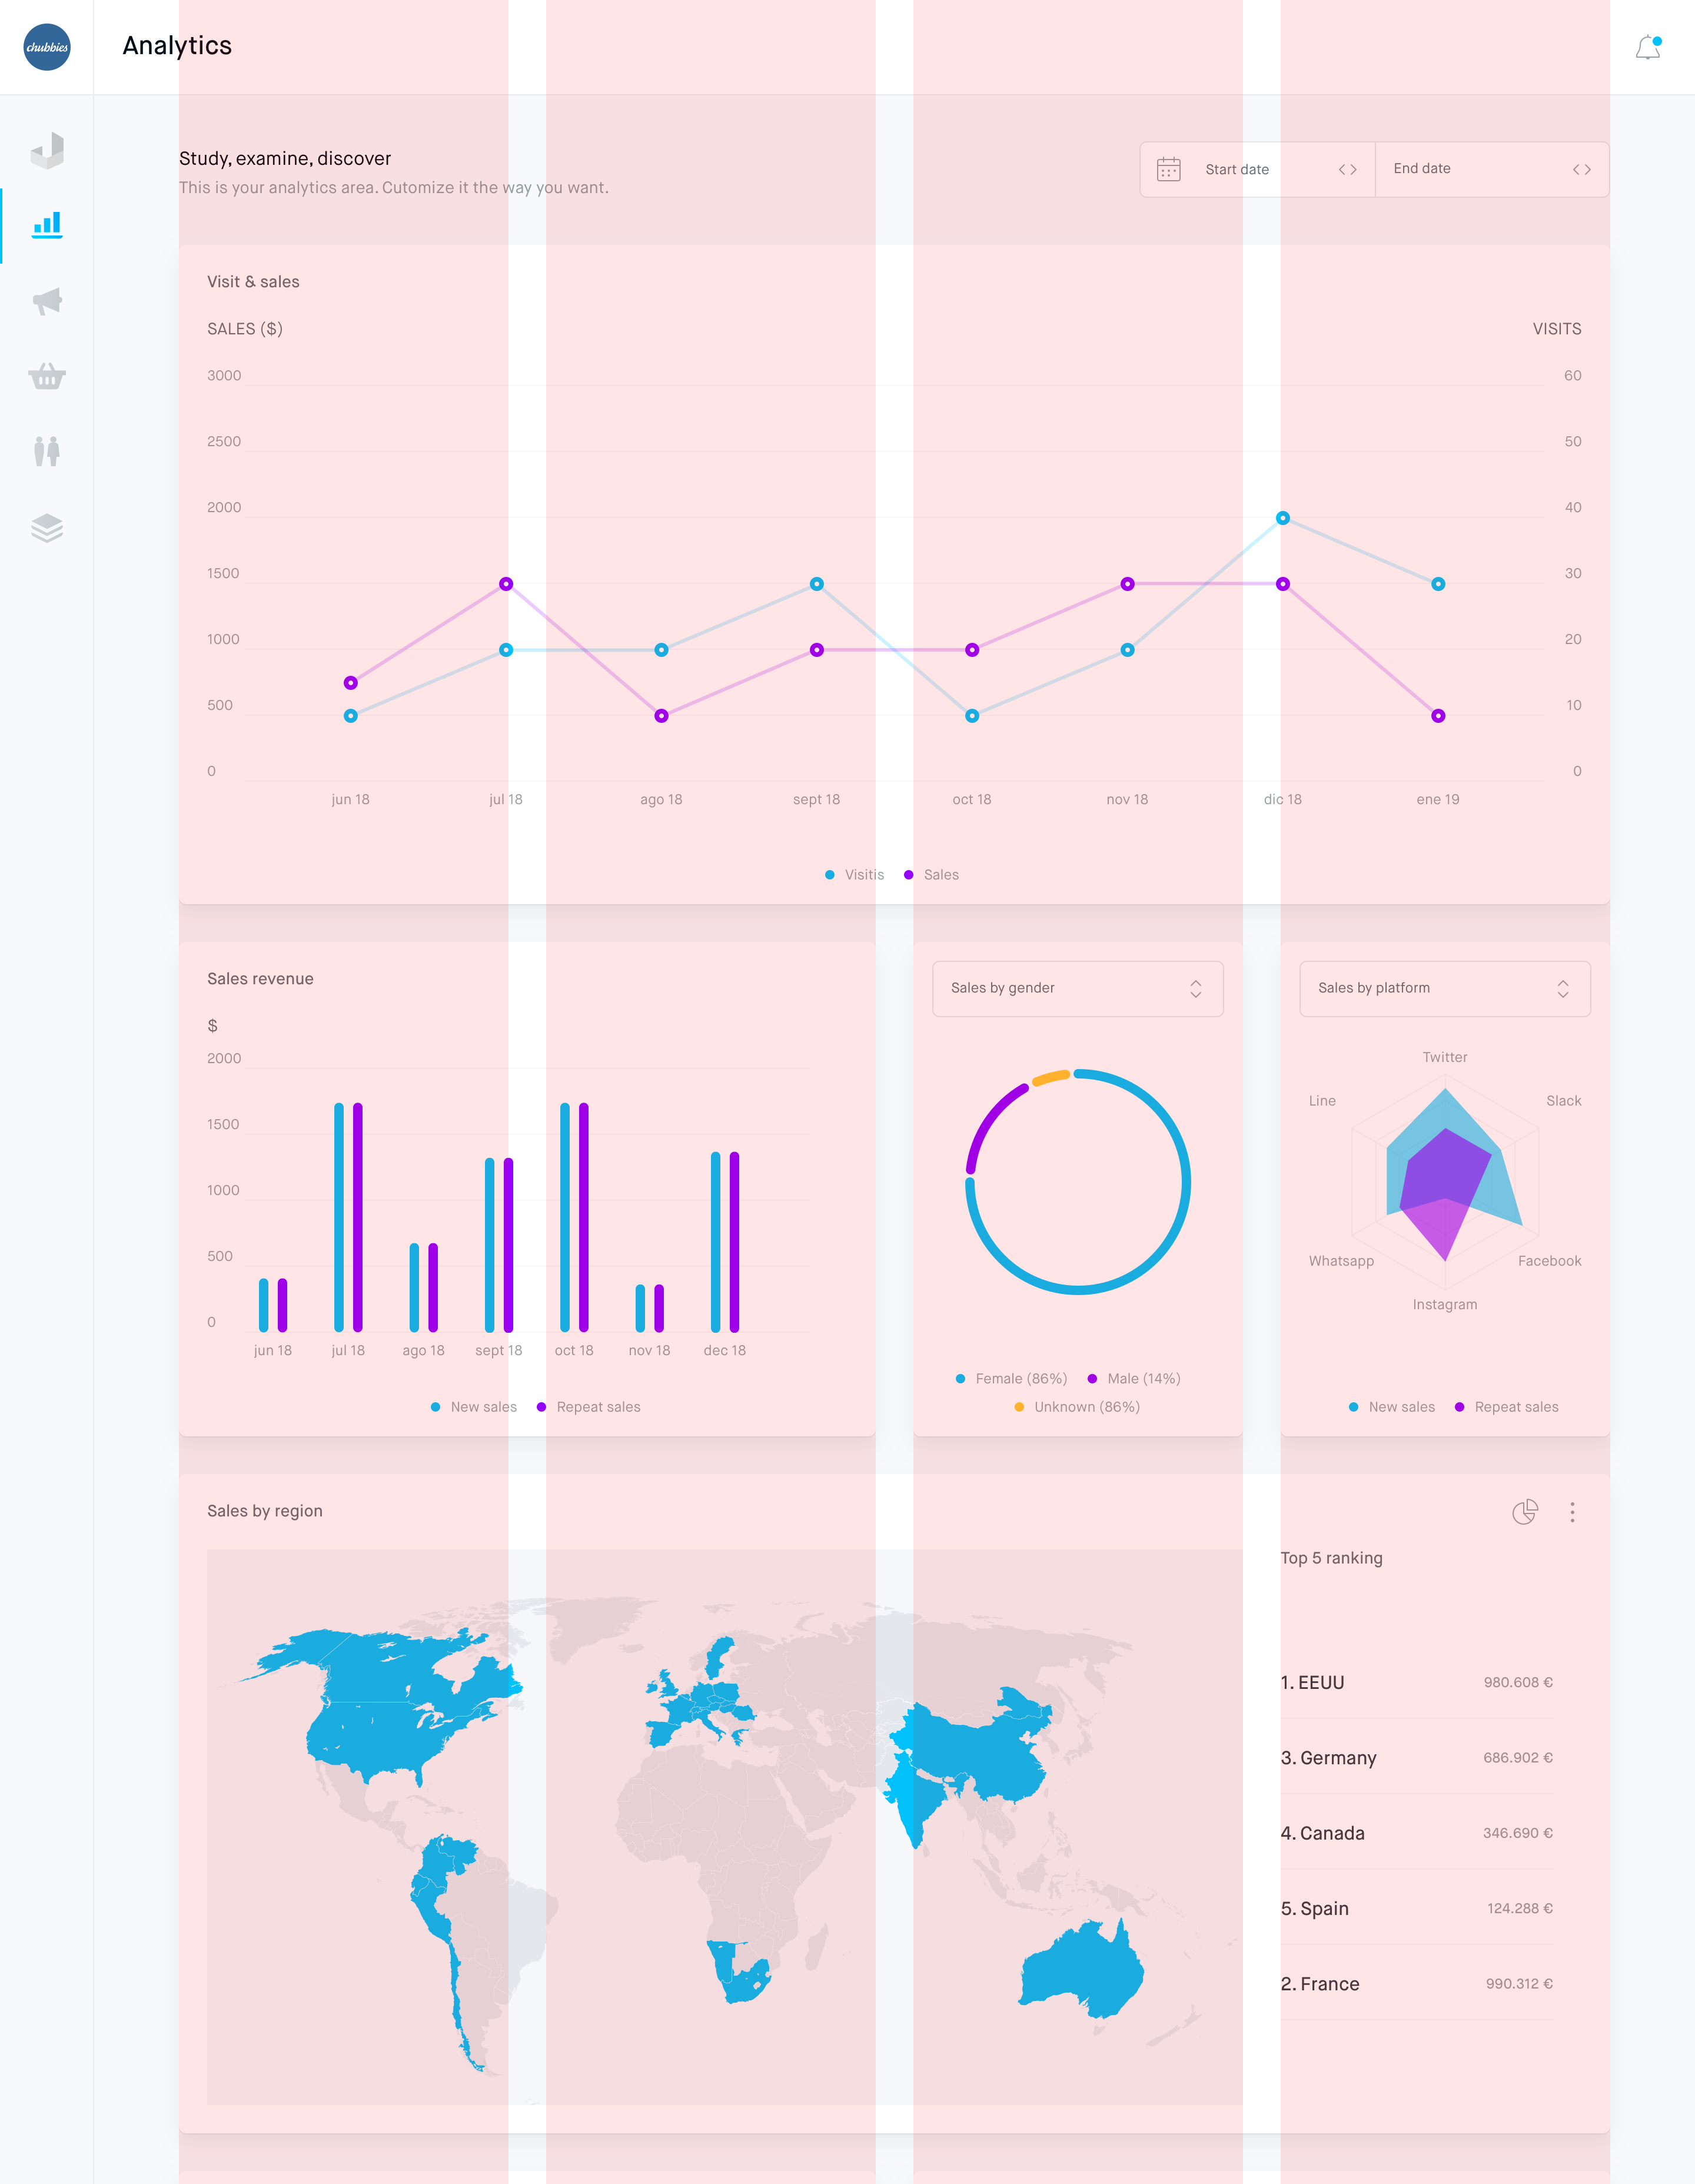 chubbies
Analytics
Study, examine, discover
This is your analytics area. Cutomize it the way you want.
Start date
End date
Visit & sales
SALES ($)
VISITS
3000
60
2500
50
2000
40
1500
30
1000
20
500
10
0
0
jun 18 jul 18 ago 18 sept 18 oct 18 nov 18 dic 18 ene 19
Visitis Sales
Sales revenue
$
2000
1500
1000
500
0
jun 18 jul 18 ago 18 sept 18 oct 18 nov 18 dec 18
New sales Repeat sales
Sales by gender
Female (86%) Male (14%)
Unknown (86%)
Sales by platform
Twitter
Line
Slack
Whatsapp
Facebook
Instagram
New sales Repeat sales
Sales by region
Top 5 ranking
1. EEUU 980.608 €
3. Germany 686.902 €
4. Canada 346.690 €
5. Spain 124.288 €
2. France 990.312 €